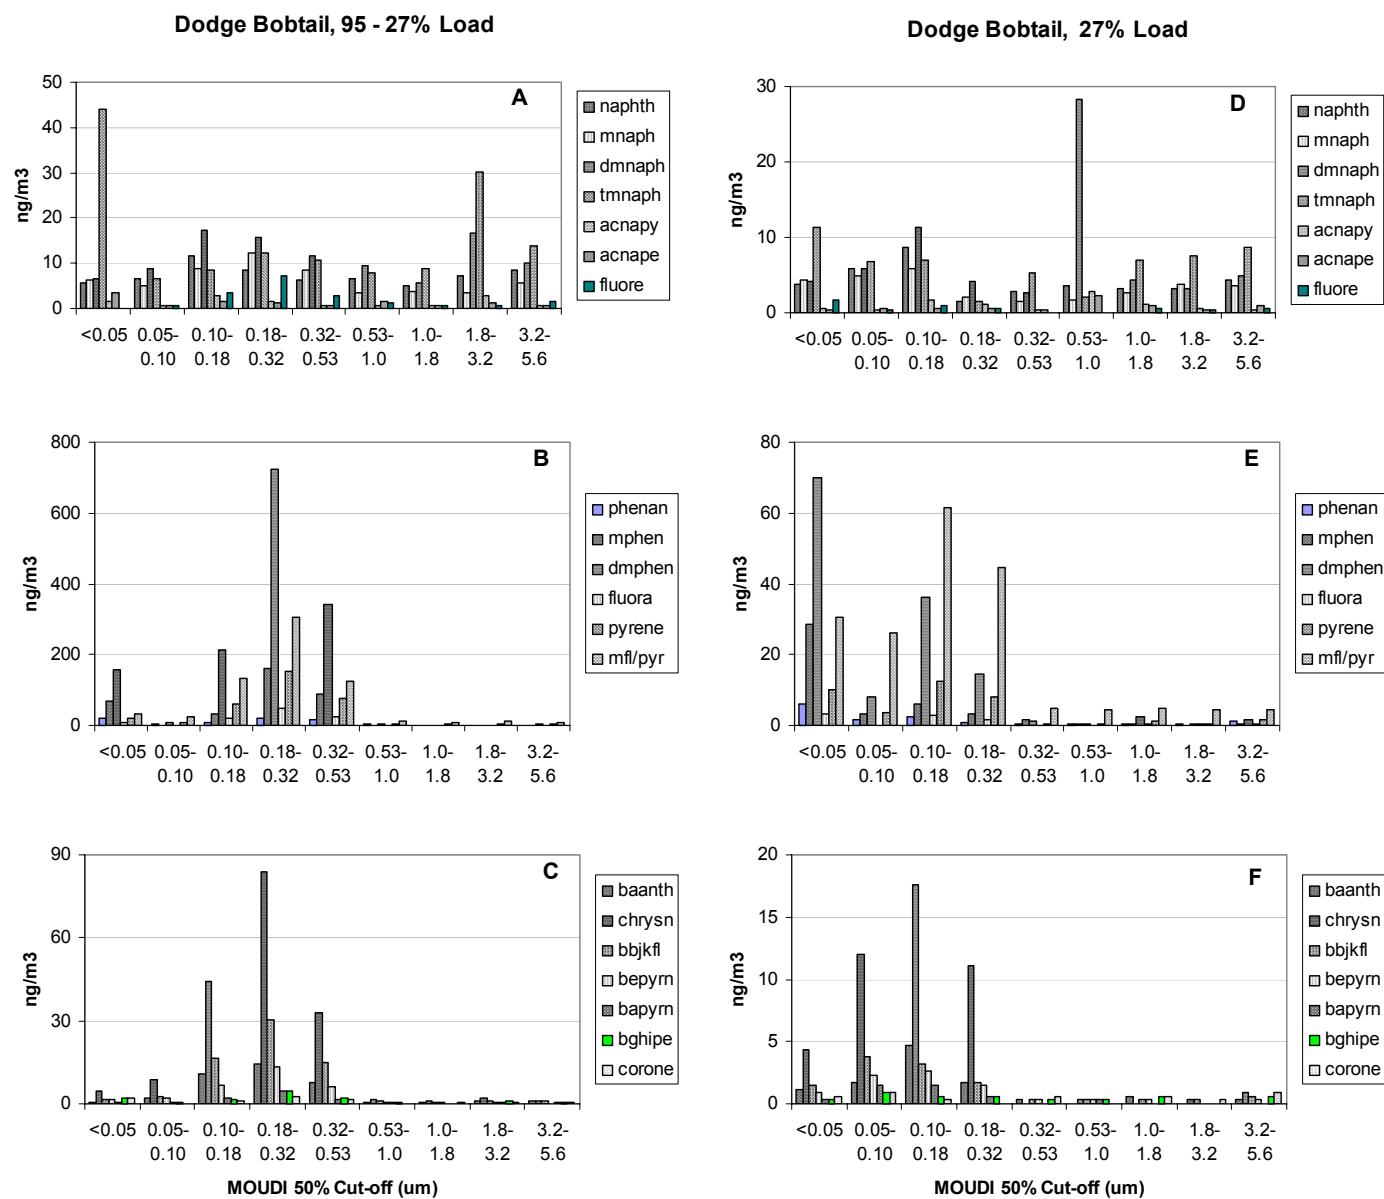 Dodge Bobtail, 95 - 27% Load
A
ng/m3
50
40
30
20
10
0
<0.05 0.05- 0.10- 0.18- 0.32- 0.53- 1.0- 1.8- 3.2-
0.10 0.18 0.32 0.53 1.0 1.8 3.2 5.6
naphth
mnaph
dmnaph
tmnaph
acnapy
acnape
fluore
B
ng/m3
800
600
400
200
0
<0.05 0.05- 0.10- 0.18- 0.32- 0.53- 1.0- 1.8- 3.2-
0.10 0.18 0.32 0.53 1.0 1.8 3.2 5.6
phenan
mphen
dmphen
fluora
pyrene
mfl/pyr
C
ng/m3
90
60
30
0
<0.05 0.05- 0.10- 0.18- 0.32- 0.53- 1.0- 1.8- 3.2-
0.10 0.18 0.32 0.53 1.0 1.8 3.2 5.6
MOUDI 50% Cut-off (um)
baanth
chrysn
bbjkfl
bepyrn
bapyrn
bghipe
corone
Dodge Bobtail, 27% Load
D
ng/m3
30
20
10
0
<0.05 0.05- 0.10- 0.18- 0.32- 0.53- 1.0- 1.8- 3.2-
0.10 0.18 0.32 0.53 1.0 1.8 3.2 5.6
naphth
mnaph
dmnaph
tmnaph
acnapy
acnape
fluore
E
ng/m3
80
60
40
20
0
<0.05 0.05- 0.10- 0.18- 0.32- 0.53- 1.0- 1.8- 3.2-
0.10 0.18 0.32 0.53 1.0 1.8 3.2 5.6
phenan
mphen
dmphen
fluora
pyrene
mfl/pyr
F
ng/m3
20
15
10
5
0
<0.05 0.05- 0.10- 0.18- 0.32- 0.53- 1.0- 1.8- 3.2-
0.10 0.18 0.32 0.53 1.0 1.8 3.2 5.6
MOUDI 50% Cut-off (um)
baanth
chrysn
bbjkfl
bepyrn
bapyrn
bghipe
corone